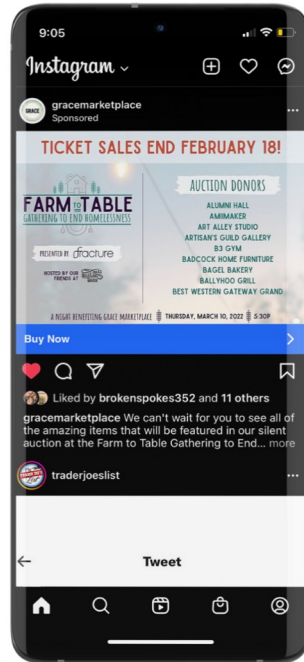 9:05
Instagram
GRACE
gracemarketplace
Sponsored
TICKET SALES END FEBRUARY 18!
FARM TO TABLE
GATHERING TO END HOMELESSNESS
PRESENTED BY fracture
HOSTED BY OUR
FRIENDS AT
AUCTION DONORS
ALUMNI HALL
AMIIMAKER
ART ALLEY STUDIO
ARTISAN'S GUILD GALLERY
B3 GYM
BADCOCK HOME FURNITURE
BAGEL BAKERY
BALLYHOO GRILL
BEST WESTERN GATEWAY GRAND
A NIGHT BENEFITING GRACE MARKETPLACE THURSDAY, MARCH 10, 2022 5:30P
Buy Now
Liked by brokenspokes352 and 11 others
gracemarketplace We can't wait for you to see all of
the amazing items that will be featured in our silent
auction at the Farm to Table Gathering to End... more
traderjoeslist
Tweet